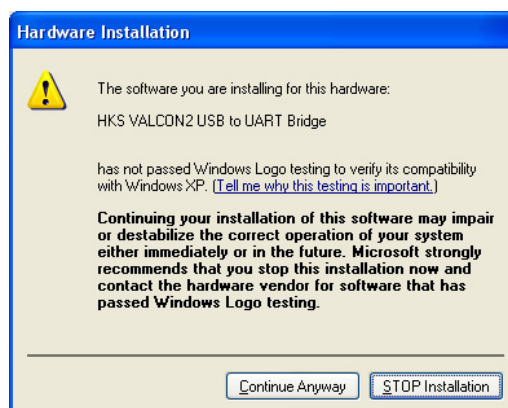 Hardware Installation
The software you are installing for this hardware:
HKS VALCON2 USB to UART Bridge
has not passed Windows Logo testing to verify its compatibility
with Windows XP. (Tell me why this testing is important.)
Continuing your installation of this software may impair
or destabilize the correct operation of your system
either immediately or in the future. Microsoft strongly
recommends that you stop this installation now and
contact the hardware vendor for software that has
passed Windows Logo testing.
Continue Anyway
STOP Installation